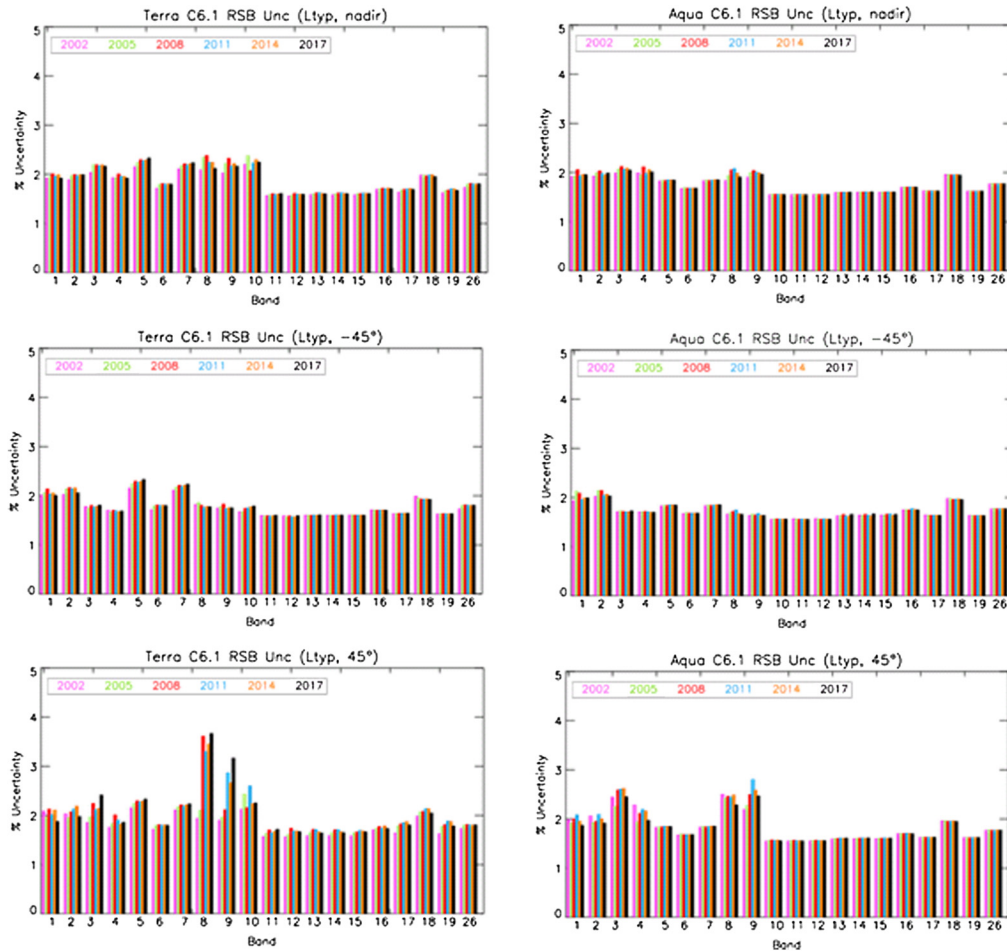 Terra C6.1 RSB Unc (Ltyp, nadir)
5
4
3
2
1
0
% Uncertainty
2002 2005 2008 2011 2014 2017
1 2 3 4 5 6 7 8 9 10 11 12 13 14 15 16 17 18 19 26
Band
Aqua C6.1 RSB Unc (Ltyp, nadir)
5
4
3
2
1
0
% Uncertainty
2002 2005 2008 2011 2014 2017
1 2 3 4 5 6 7 8 9 10 11 12 13 14 15 16 17 18 19 26
Band
Terra C6.1 RSB Unc (Ltyp, −45°)
5
4
3
2
1
0
% Uncertainty
2002 2005 2008 2011 2014 2017
1 2 3 4 5 6 7 8 9 10 11 12 13 14 15 16 17 18 19 26
Band
Aqua C6.1 RSB Unc (Ltyp, −45°)
5
4
3
2
1
0
% Uncertainty
2002 2005 2008 2011 2014 2017
1 2 3 4 5 6 7 8 9 10 11 12 13 14 15 16 17 18 19 26
Band
Terra C6.1 RSB Unc (Ltyp, 45°)
5
4
3
2
1
0
% Uncertainty
2002 2005 2008 2011 2014 2017
1 2 3 4 5 6 7 8 9 10 11 12 13 14 15 16 17 18 19 26
Band
Aqua C6.1 RSB Unc (Ltyp, 45°)
5
4
3
2
1
0
% Uncertainty
2002 2005 2008 2011 2014 2017
1 2 3 4 5 6 7 8 9 10 11 12 13 14 15 16 17 18 19 26
Band